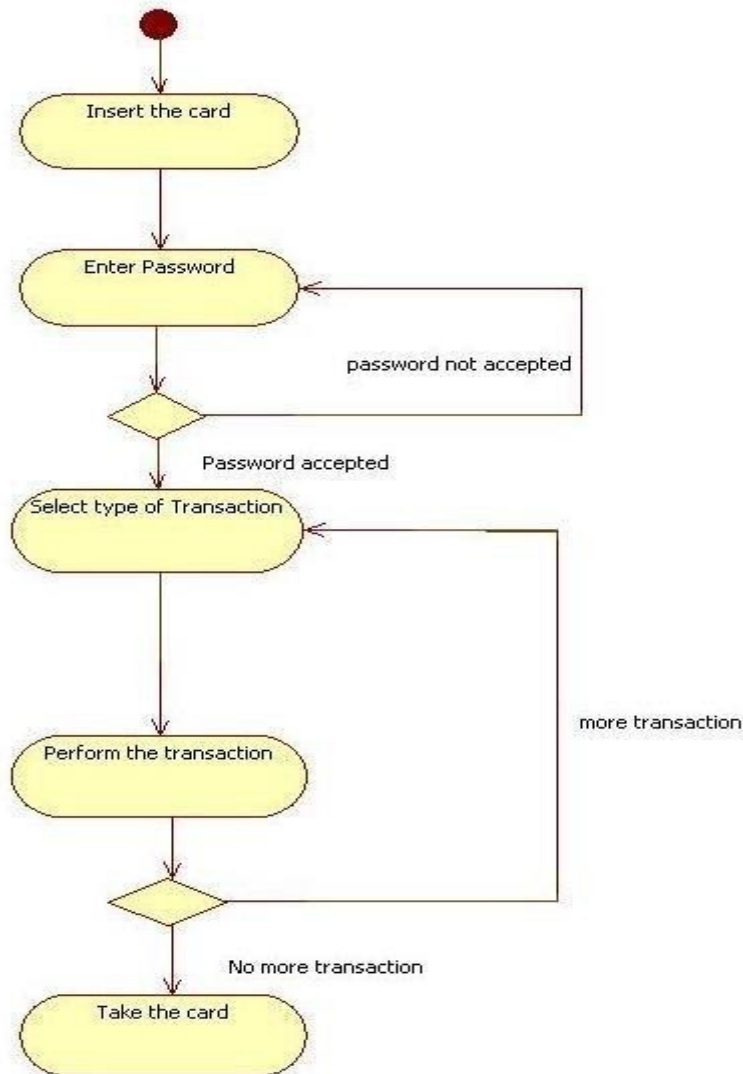 Insert the card
Enter Password
password not accepted
Password accepted
Select type of Transaction
more transaction
Perform the transaction
No more transaction
Take the card